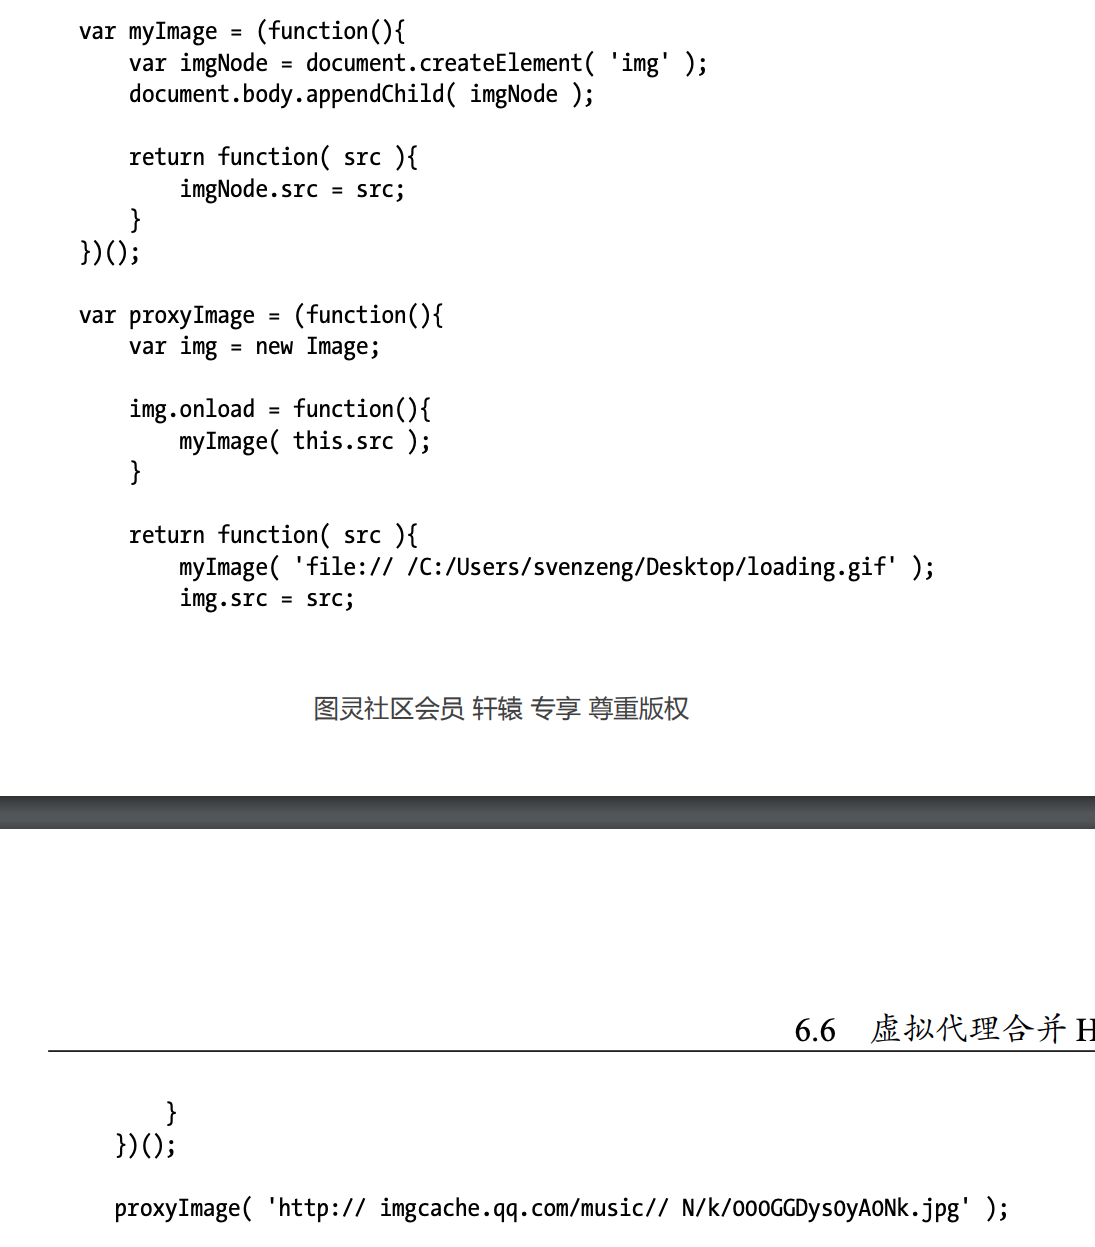 var myImage = (function(){
    var imgNode = document.createElement( 'img' );
    document.body.appendChild( imgNode );

    return function( src ){
        imgNode.src = src;
    }
})();

var proxyImage = (function(){
    var img = new Image;

    img.onload = function(){
        myImage( this.src );
    }

    return function( src ){
        myImage( 'file:// /C:/Users/svenzeng/Desktop/loading.gif' );
        img.src = src;

图灵社区会员 轩辕 专享 尊重版权

6.6 虚拟代理合并 H

    }
})();

proxyImage( 'http:// imgcache.qq.com/music// N/k/000GGDys0yA0Nk.jpg' );